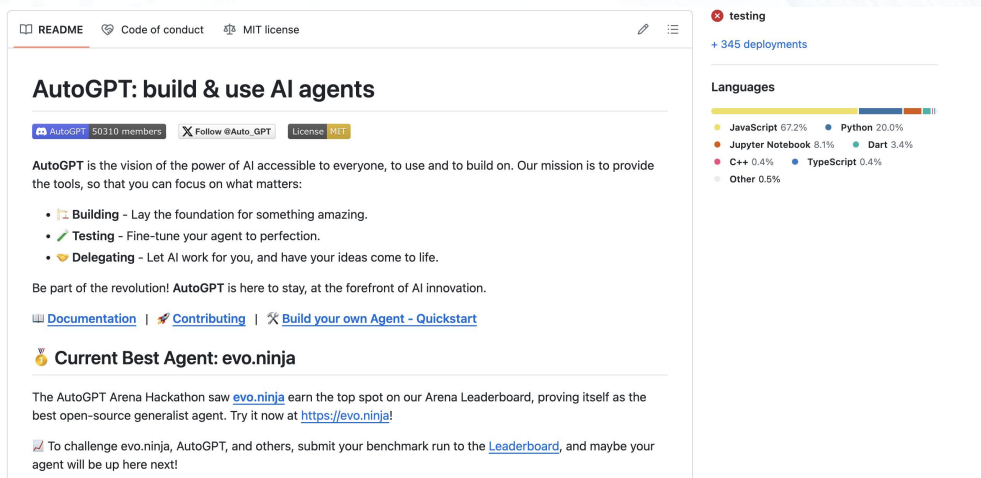 README Code of conduct MIT license
AutoGPT: build & use AI agents
AutoGPT 50310 members Follow @Auto_GPT License MIT
AutoGPT is the vision of the power of AI accessible to everyone, to use and to build on. Our mission is to provide
the tools, so that you can focus on what matters:
• 🏗️ Building - Lay the foundation for something amazing.
• 🧪 Testing - Fine-tune your agent to perfection.
• 🤝 Delegating - Let AI work for you, and have your ideas come to life.
Be part of the revolution! AutoGPT is here to stay, at the forefront of AI innovation.
📖 Documentation | 🚀 Contributing | 🛠️ Build your own Agent - Quickstart
🥇 Current Best Agent: evo.ninja
The AutoGPT Arena Hackathon saw evo.ninja earn the top spot on our Arena Leaderboard, proving itself as the
best open-source generalist agent. Try it now at https://evo.ninja!
📈 To challenge evo.ninja, AutoGPT, and others, submit your benchmark run to the Leaderboard, and maybe your
agent will be up here next!
testing
+ 345 deployments
Languages
JavaScript 67.2% Python 20.0%
Jupyter Notebook 8.1% Dart 3.4%
C++ 0.4% TypeScript 0.4%
Other 0.5%